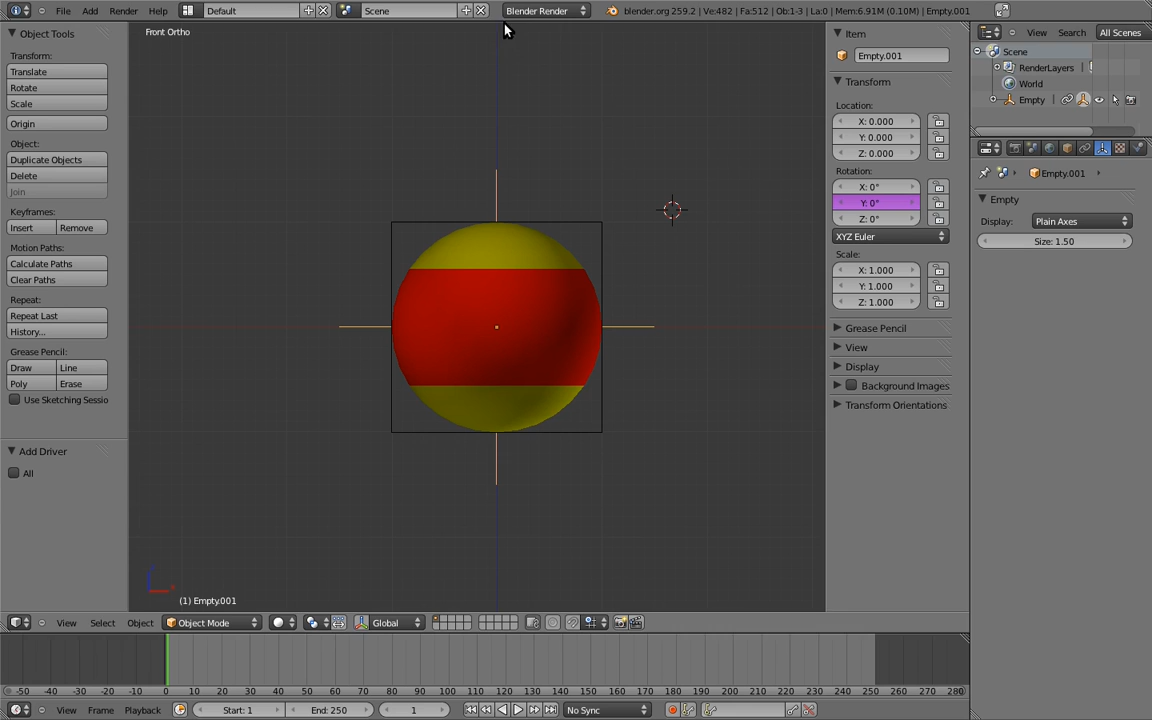 File Add Render Help Default Scene Blender Render blender.org 259.2 | Ve:482 | Fa:512 | Ob:1-3 | La:0 | Mem:6.91M (0.10M) | Empty.001
Object Tools
Transform:
Translate
Rotate
Scale
Origin
Object:
Duplicate Objects
Delete
Join
Keyframes:
Insert Remove
Motion Paths:
Calculate Paths
Clear Paths
Repeat:
Repeat Last
History...
Grease Pencil:
Draw Line
Poly Erase
Use Sketching Sessio
Add Driver
All
Front Ortho
(1) Empty.001
Item
Empty.001
Transform
Location:
X: 0.000
Y: 0.000
Z: 0.000
Rotation:
X: 0°
Y: 0°
Z: 0°
XYZ Euler
Scale:
X: 1.000
Y: 1.000
Z: 1.000
Grease Pencil
View
Display
Background Images
Transform Orientations
View Search All Scenes
Scene
RenderLayers |
World
Empty |
Empty.001
Empty
Display: Plain Axes
Size: 1.50
View Select Object Object Mode Global
-50 -40 -30 -20 -10 0 10 20 30 40 50 60 70 80 90 100 110 120 130 140 150 160 170 180 190 200 210 220 230 240 250 260 270 280
View Frame Playback Start: 1 End: 250 1 No Sync